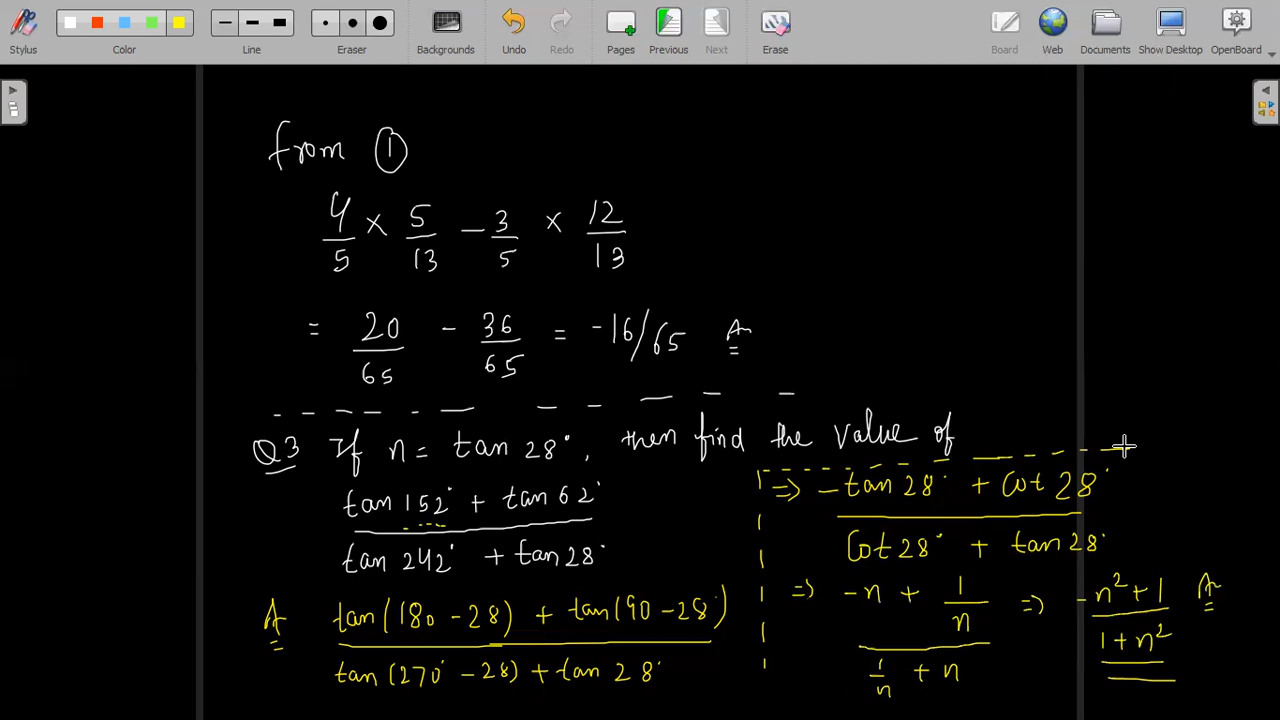 Stylus Color Line Eraser Backgrounds Undo Redo Pages Previous Next Erase Board Web Documents Show Desktop OpenBoard
from ①
4/5 × 5/13 - 3/5 × 12/13
= 20/65 - 36/65 = -16/65 A
Q3 If n = tan 28°, then find the value of
tan 152° + tan 62°
tan 242° + tan 28°
A tan(180 - 28) + tan(90 - 28)
tan(270° - 28) + tan 28°
=> - tan 28° + Cot 28°
Cot 28° + tan 28°
=> -n + 1/n => -n² + 1 A
1/n + n 1 + n²